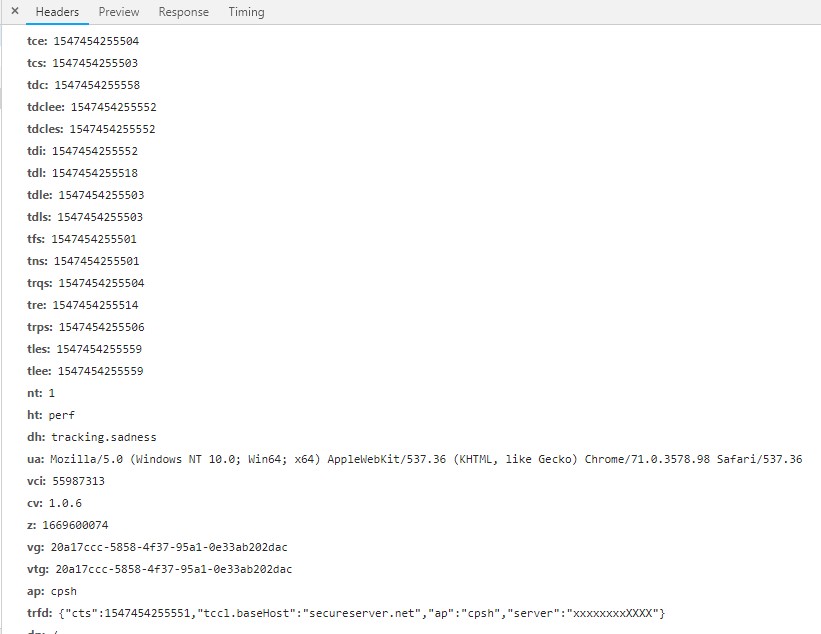 × Headers Preview Response Timing
tce: 1547454255504
tcs: 1547454255503
tdc: 1547454255558
tdclee: 1547454255552
tdcles: 1547454255552
tdi: 1547454255552
tdl: 1547454255518
tdle: 1547454255503
tdls: 1547454255503
tfs: 1547454255501
tns: 1547454255501
trqs: 1547454255504
tre: 1547454255514
trps: 1547454255506
tles: 1547454255559
tlee: 1547454255559
nt: 1
ht: perf
dh: tracking.sadness
ua: Mozilla/5.0 (Windows NT 10.0; Win64; x64) AppleWebKit/537.36 (KHTML, like Gecko) Chrome/71.0.3578.98 Safari/537.36
vci: 55987313
cv: 1.0.6
z: 1669600074
vg: 20a17ccc-5858-4f37-95a1-0e33ab202dac
vtg: 20a17ccc-5858-4f37-95a1-0e33ab202dac
ap: cpsh
trfd: {"cts":1547454255551,"tccl.baseHost":"secureserver.net","ap":"cpsh","server":"xxxxxxxxXXXX"}